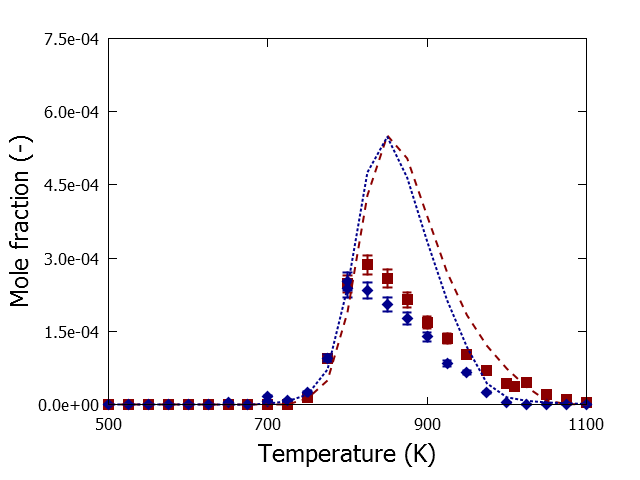 7.5e-04
6.0e-04
4.5e-04
3.0e-04
1.5e-04
0.0e+00
Mole fraction (-)
500 700 900 1100
Temperature (K)